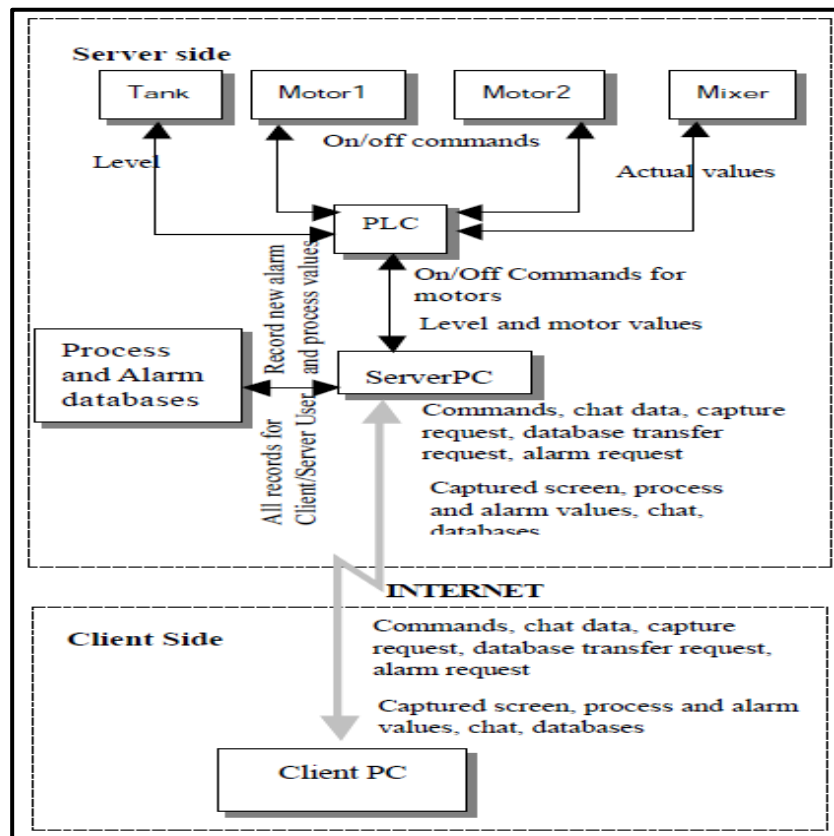 Server side
Tank
Motor1
Motor2
Mixer
On/off commands
Level
Actual values
PLC
Record new alarm
and process values
On/Off Commands for
motors
Level and motor values
Process
and Alarm
databases
ServerPC
All records for
Client/Server User
Commands, chat data, capture
request, database transfer
request, alarm request
Captured screen, process
and alarm values, chat,
databases
INTERNET
Client Side
Commands, chat data, capture
request, database transfer request,
alarm request
Captured screen, process and alarm
values, chat, databases
Client PC